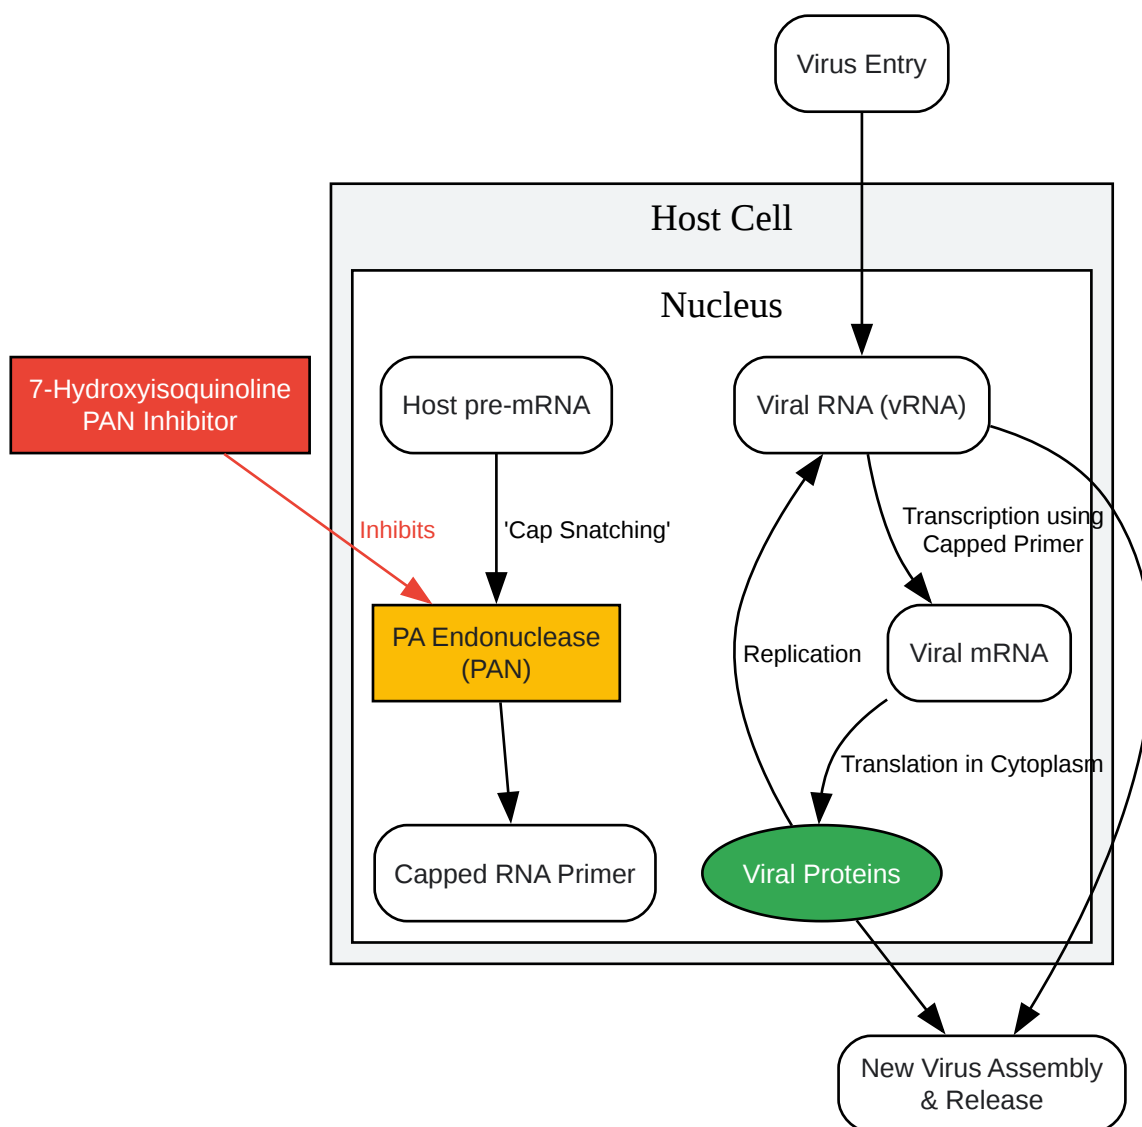 Virus Entry
Host Cell
Nucleus
7-Hydroxyisoquinoline
PAN Inhibitor
Host pre-mRNA
Viral RNA (vRNA)
Inhibits
'Cap Snatching'
Transcription using
Capped Primer
PA Endonuclease
(PAN)
Replication
Viral mRNA
Translation in Cytoplasm
Capped RNA Primer
Viral Proteins
New Virus Assembly
& Release